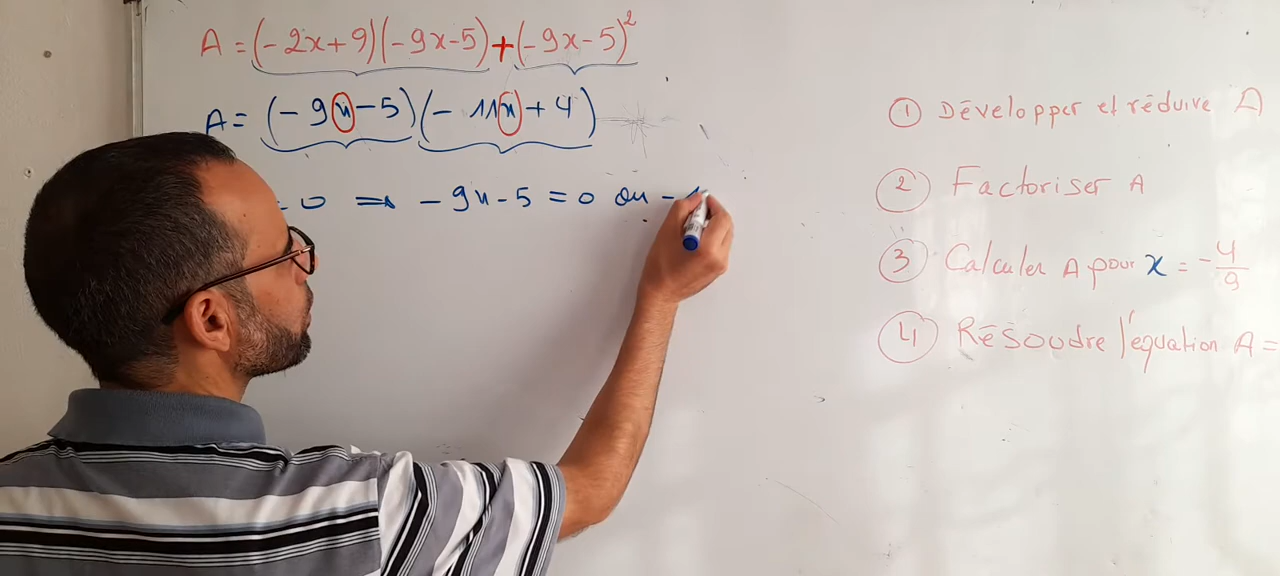 A = (-2x+9)(-9x-5)+(-9x-5)²
A = (-9x-5)(-11x+4)
= 0 ⇒ -9x-5 = 0 ou -1
① Développer et réduire A
② Factoriser A
③ Calculer A pour x = -4/9
④ Résoudre l'équation A =